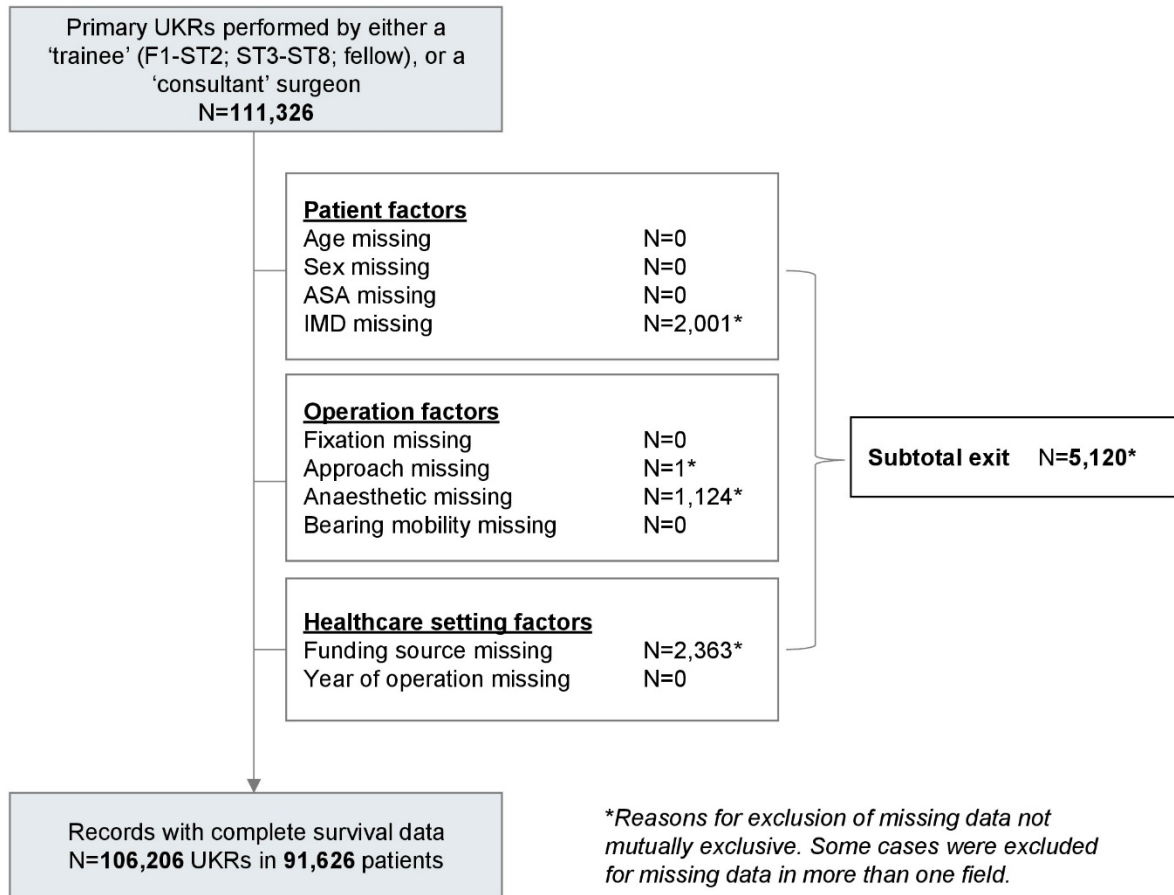 Primary UKRs performed by either a
‘trainee’ (F1-ST2; ST3-ST8; fellow), or a
‘consultant’ surgeon
N=111,326
Patient factors
Age missing N=0
Sex missing N=0
ASA missing N=0
IMD missing N=2,001*
Operation factors
Fixation missing N=0
Approach missing N=1*
Anaesthetic missing N=1,124*
Bearing mobility missing N=0
Subtotal exit N=5,120*
Healthcare setting factors
Funding source missing N=2,363*
Year of operation missing N=0
Records with complete survival data
N=106,206 UKRs in 91,626 patients
*Reasons for exclusion of missing data not
mutually exclusive. Some cases were excluded
for missing data in more than one field.